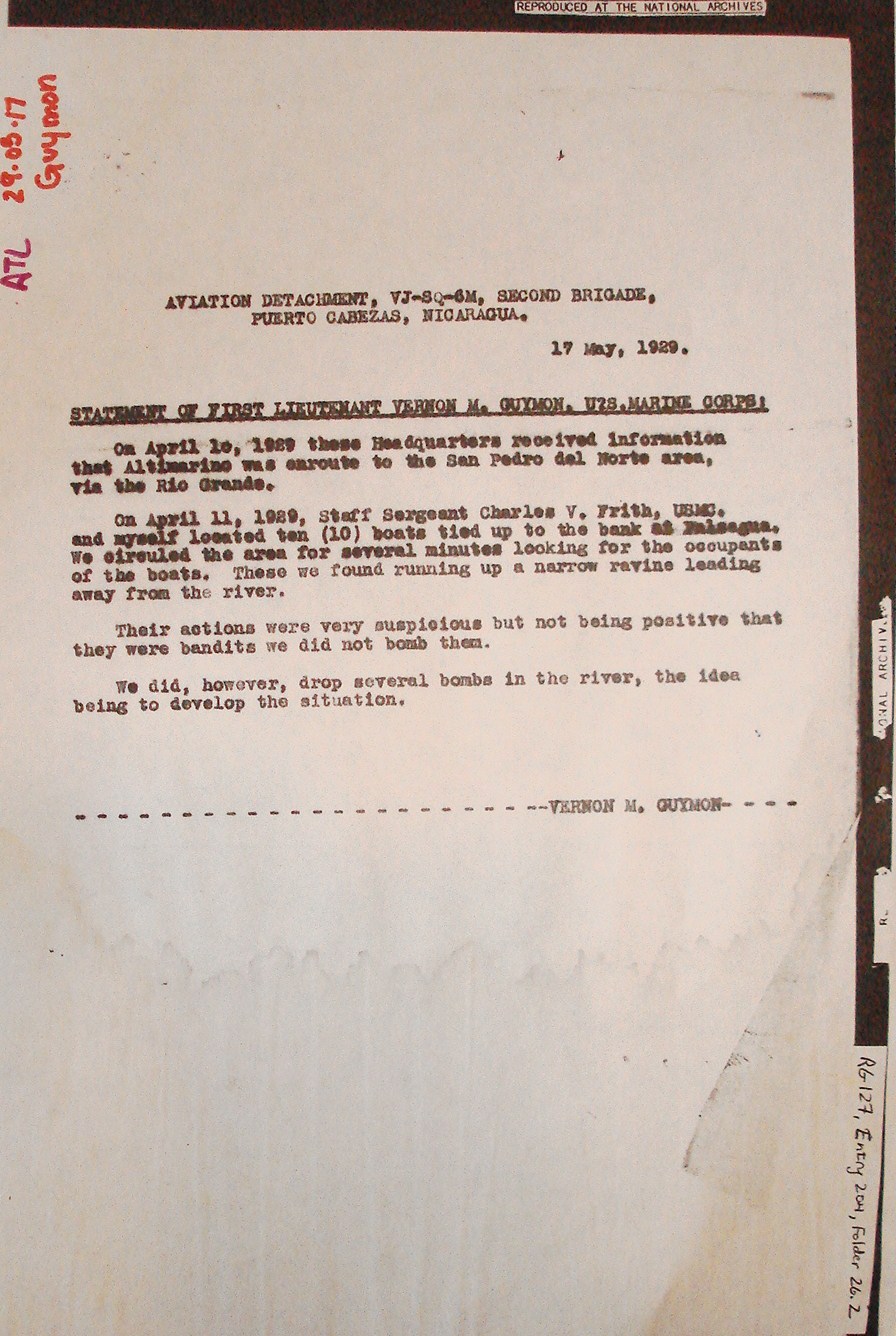 REPRODUCED AT THE NATIONAL ARCHIVES
ATL 29.05.17
Guymon
AVIATION DETACHMENT, VJ-SQ-6M, SECOND BRIGADE,
PUERTO CABEZAS, NICARAGUA.
17 May, 1929.
STATEMENT OF FIRST LIEUTENANT VERNON M. GUYMON. U?S.MARINE CORPS:
On April 10, 1929 these Headquarters received information
that Altimarino was enroute to the San Pedro del Norte area,
via the Rio Grande.
On April 11, 1929, Staff Sergeant Charles V. Frith, USMC.
and myself located ten (10) boats tied up to the bank at
We circuled the area for several minutes looking for the occupants
of the boats. These we found running up a narrow ravine leading
away from the river.
Their actions were very suspicious but not being positive that
they were bandits we did not bomb them.
We did, however, drop several bombs in the river, the idea
being to develop the situation.
- - - - - - - - - - - - - - - - - - - - - - --VERNON M. GUYMON- - - -
ONAL ARCHIV
RG 127, Entry 204, Folder 26.2